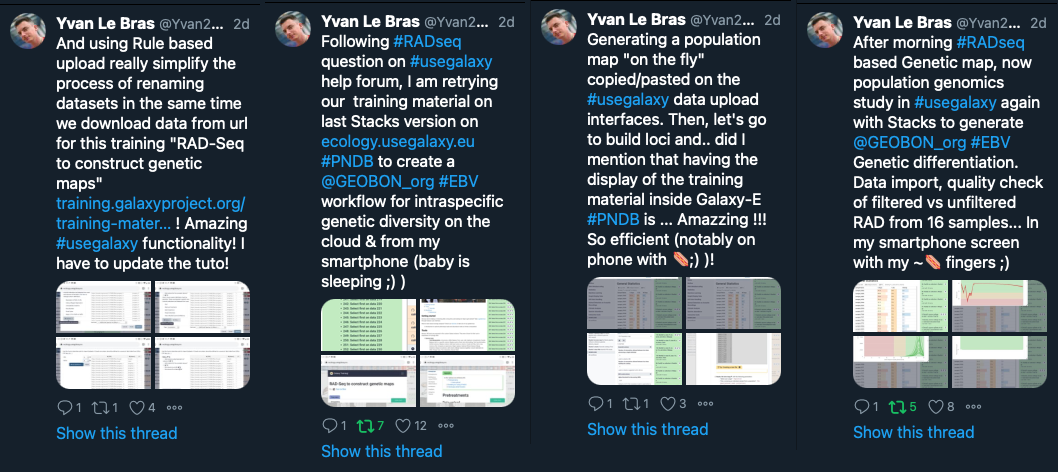 Yvan Le Bras @Yvan2... 2d
And using Rule based
upload really simplify the
process of renaming
datasets in the same time
we download data from url
for this training "RAD-Seq
to construct genetic
maps"
training.galaxyproject.org/
training-mater... ! Amazing
#usegalaxy functionality! I
have to update the tuto!
1 1 4
Show this thread
Yvan Le Bras @Yvan2... 2d
Following #RADseq
question on #usegalaxy
help forum, I am retrying
our training material on
last Stacks version on
ecology.usegalaxy.eu
#PNDB to create a
@GEOBON_org #EBV
workflow for intraspecific
genetic diversity on the
cloud & from my
smartphone (baby is
sleeping ;) )
RAD-Seq to construct genetic maps
Pretreatments
1 7 12
Show this thread
Yvan Le Bras @Yvan2... 2d
Generating a population
map "on the fly"
copied/pasted on the
#usegalaxy data upload
interfaces. Then, let's go
to build loci and.. did I
mention that having the
display of the training
material inside Galaxy-E
#PNDB is ... Amazzing !!!
So efficient (notably on
phone with 🌭;) )!
1 1 3
Show this thread
Yvan Le Bras @Yvan2... 2d
After morning #RADseq
based Genetic map, now
population genomics
study in #usegalaxy again
with Stacks to generate
@GEOBON_org #EBV
Genetic differentiation.
Data import, quality check
of filtered vs unfiltered
RAD from 16 samples... In
my smartphone screen
with my ~🌭 fingers ;)
1 5 8
Show this thread